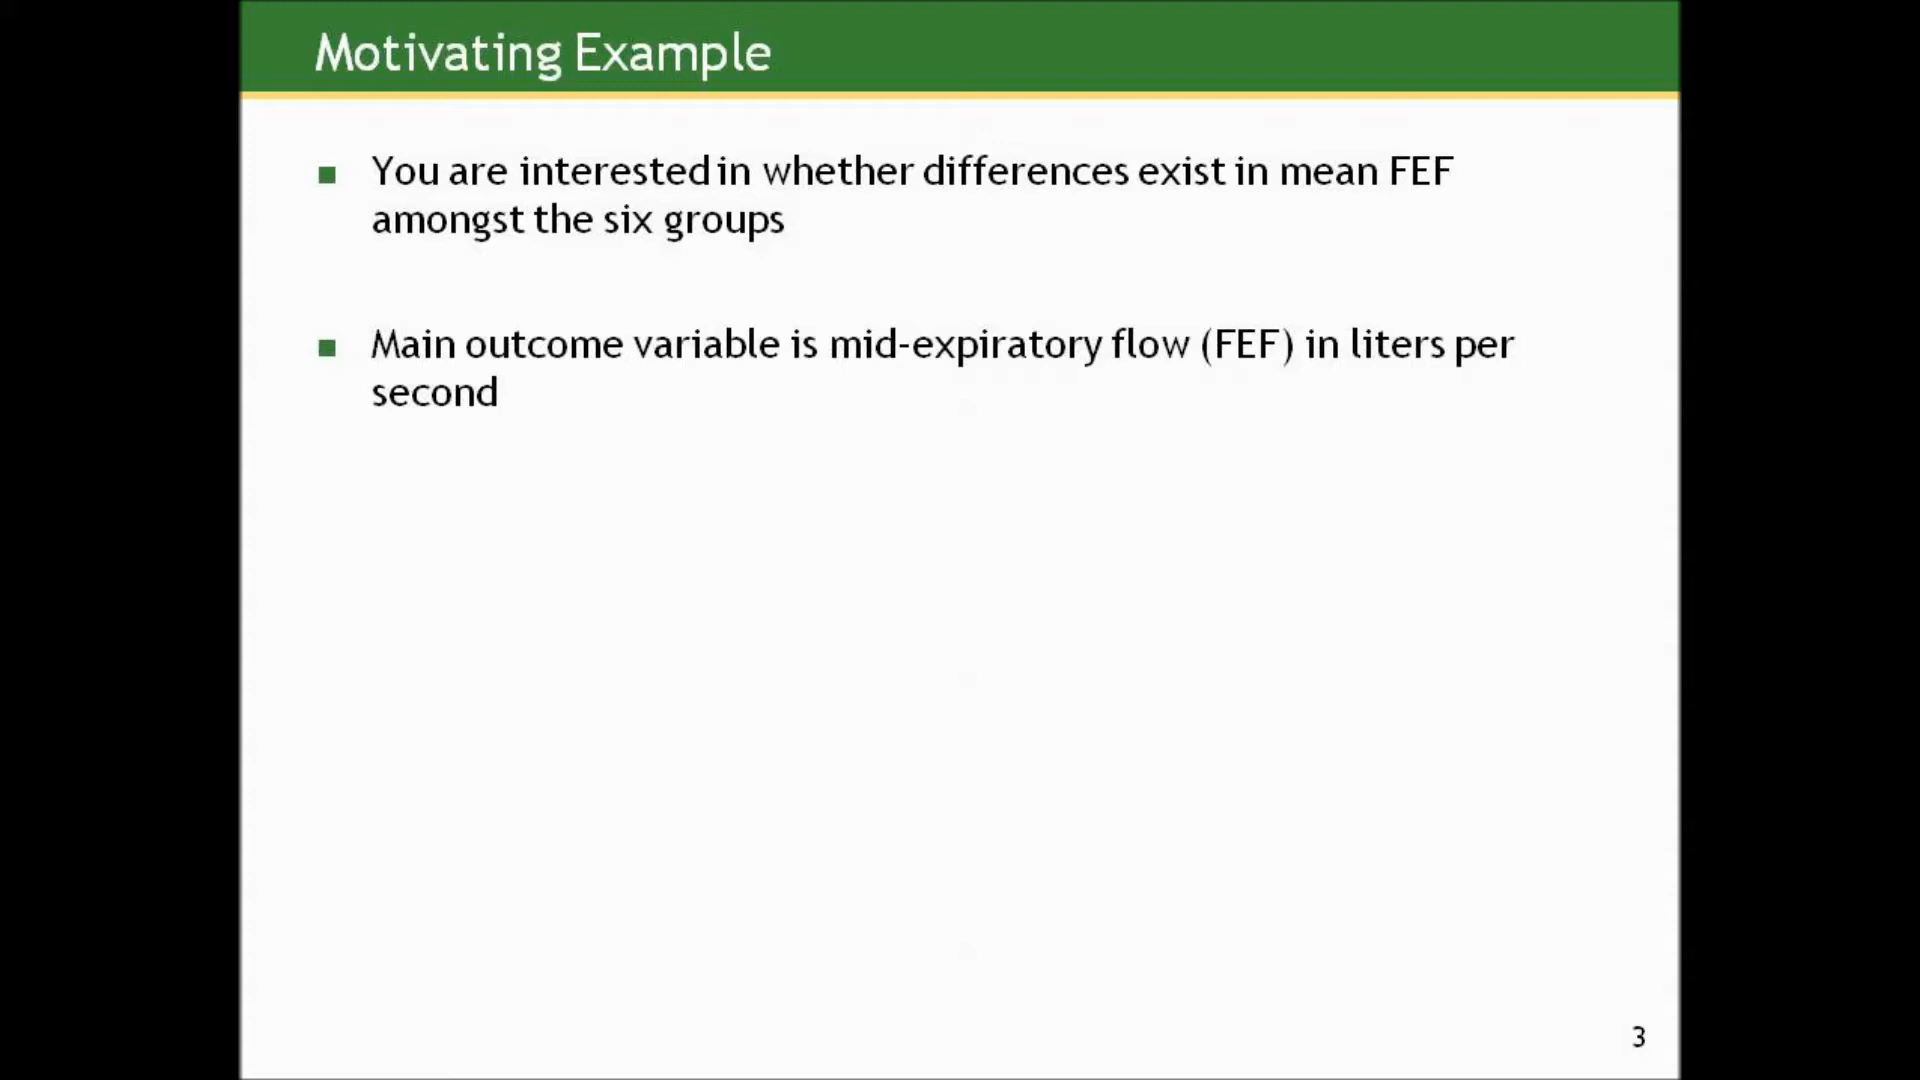 Motivating Example
You are interested in whether differences exist in mean FEF
amongst the six groups
Main outcome variable is mid-expiratory flow (FEF) in liters per
second
3